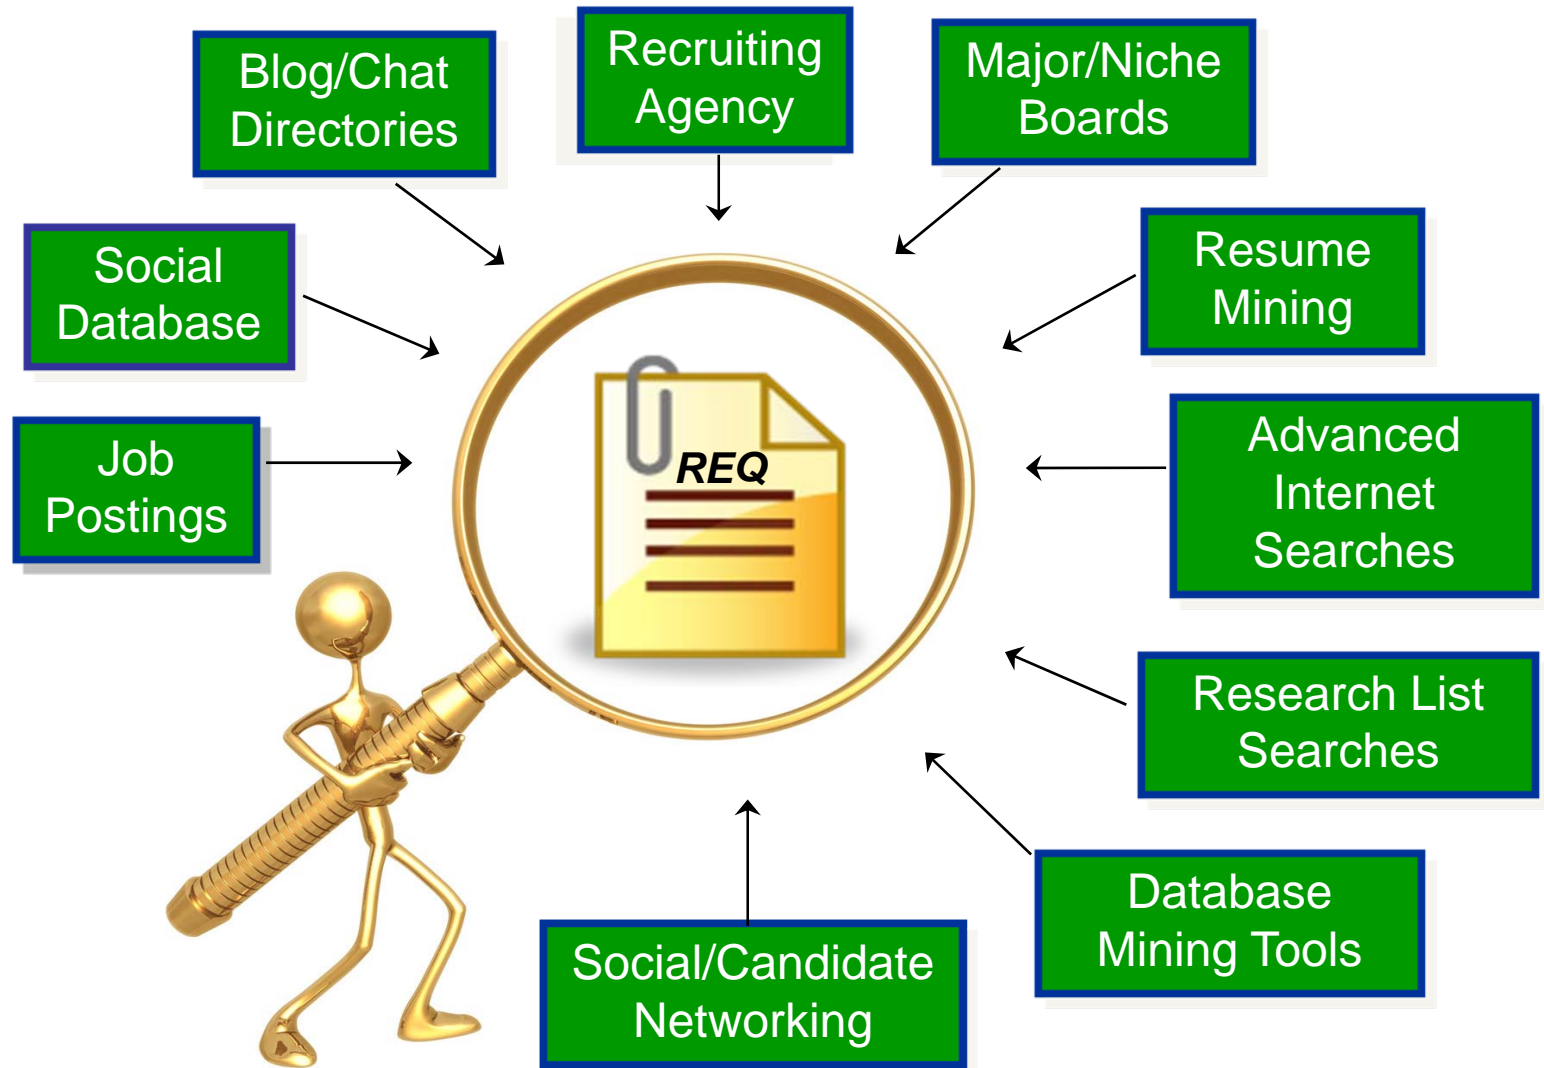 Recruiting
Agency
Major/Niche
Boards
Blog/Chat
Directories
Resume
Mining
Social
Database
Advanced
Internet
Searches
Job
Postings
REQ
Research List
Searches
Database
Mining Tools
Social/Candidate
Networking